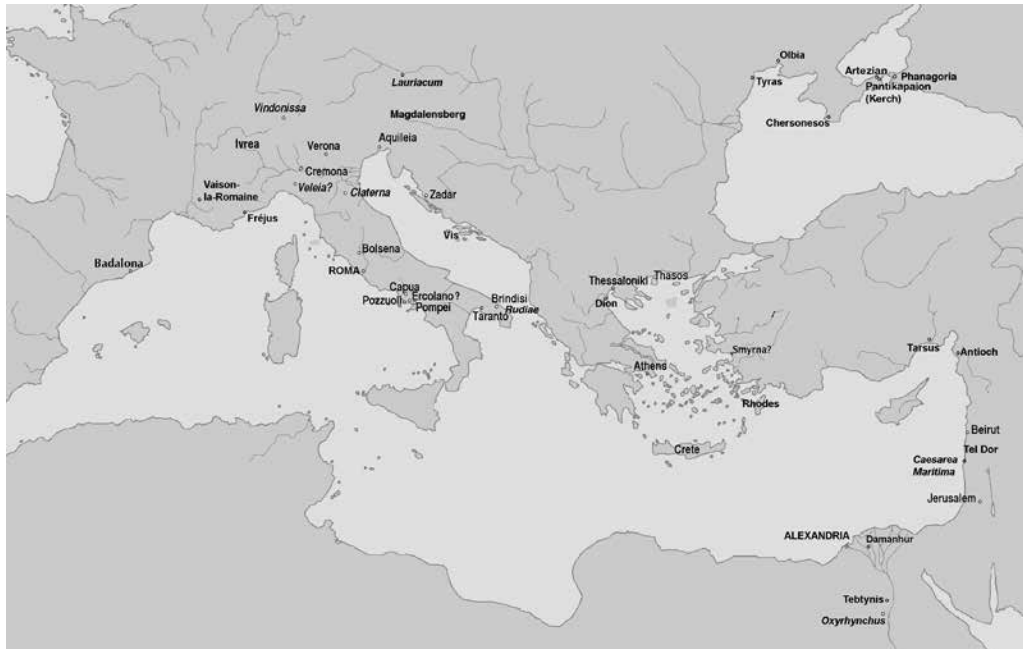 Olbia
Artezian
Phanagoria
Tyras
Pantikapaion
(Kerch)
Lauriacum
Vindonissa
Magdalensberg
Chersonesos
Ivrea
Verona
Aquileia
Cremona
Vaison-
la-Romaine
Veleia?
Claterna
Zadar
Fréjus
Vis
Badalona
Bolsena
ROMA
Thessaloniki
Thasos
Capua
Ercolano?
Brindisi
Pozzuoli
Pompei
Rudiae
Dion
Taranto
Smyrna?
Tarsus
Antioch
Athens
Rhodes
Beirut
Crete
Tel Dor
Caesarea
Maritima
Jerusalem
ALEXANDRIA
Damanhur
Tebtynis
Oxyrhynchus